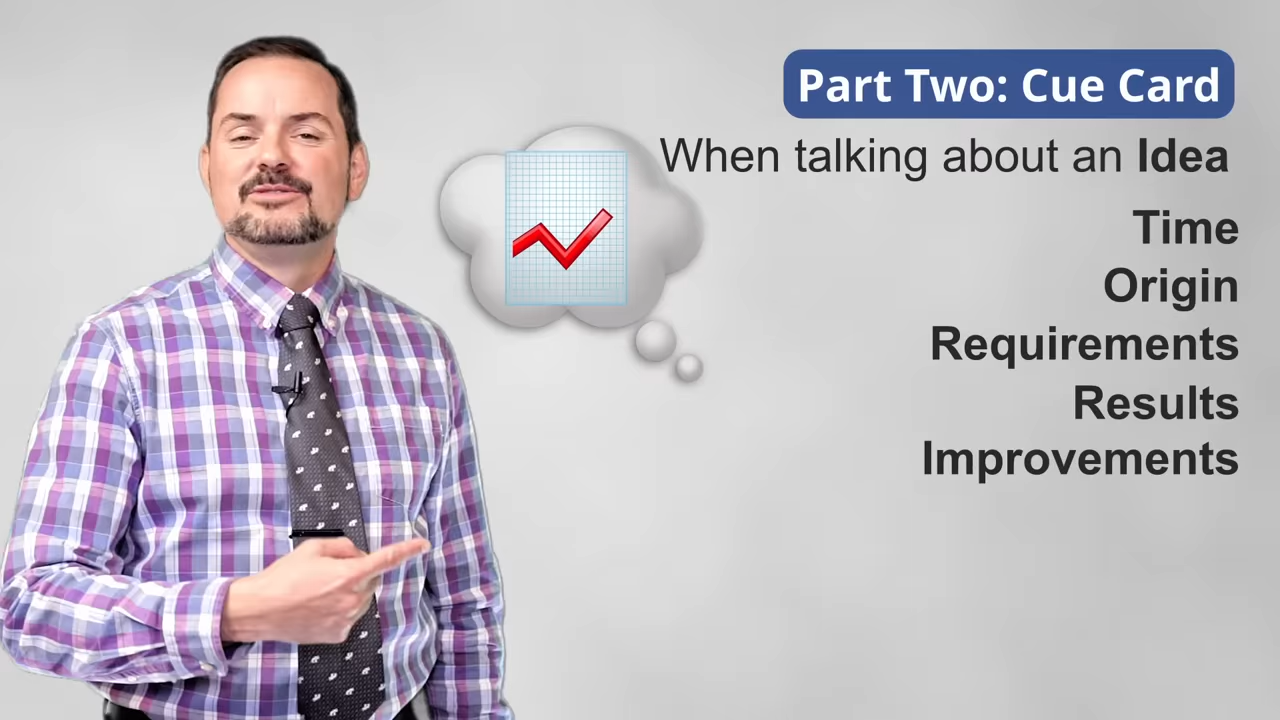 Part Two: Cue Card
When talking about an Idea
Time
Origin
Requirements
Results
Improvements